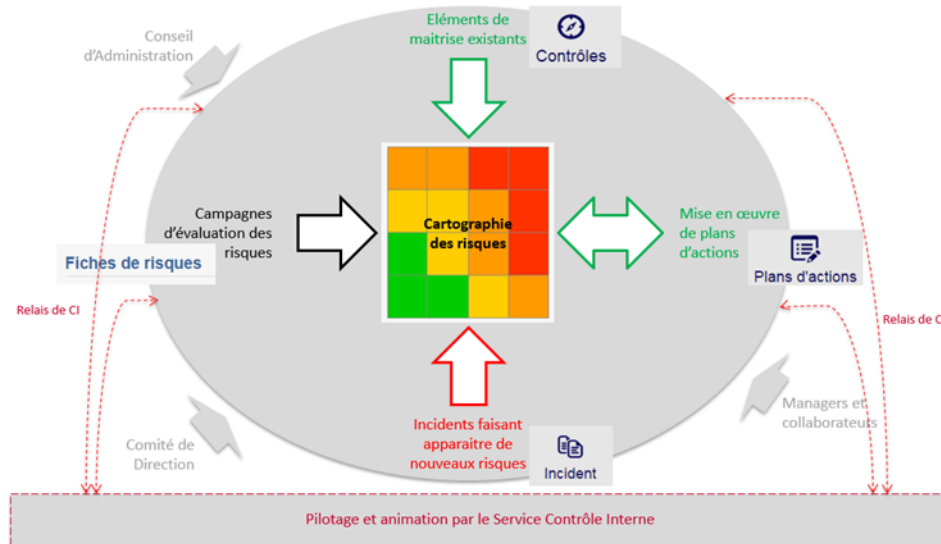 Conseil
d'Administration
Eléments de
maitrise existants
Contrôles
Campagnes
d'évaluation des
risques
Fiches de risques
Cartographie
des risques
Mise en œuvre
de plans
d'actions
Plans d'actions
Relais de CI
Relais de C
Incidents faisant
apparaitre de
nouveaux risques
Incident
Comité de
Direction
Managers et
collaborateurs
Pilotage et animation par le Service Contrôle Interne